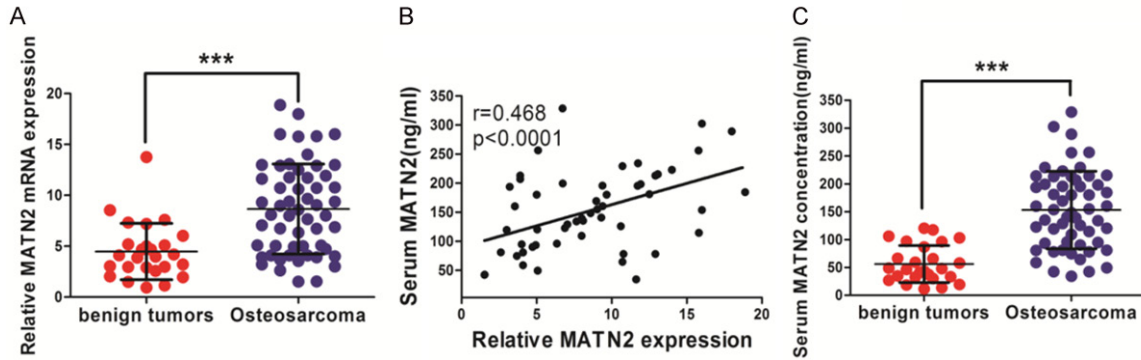 A
Relative MATN2 mRNA expression
20
15
10
5
0
***
benign tumors
Osteosarcoma
B
Serum MATN2(ng/ml)
350
300
250
200
150
100
50
r=0.468
p<0.0001
0
5
10
15
20
Relative MATN2 expression
C
Serum MATN2 concentration(ng/ml)
350
300
250
200
150
100
50
0
***
benign tumors
Osteosarcoma